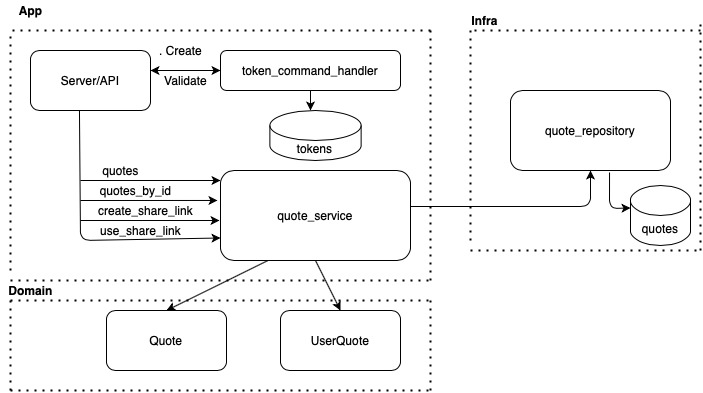 App
Infra
. Create
Server/API
token_command_handler
Validate
quote_repository
tokens
quotes
quotes_by_id
create_share_link
quote_service
use_share_link
quotes
Domain
Quote
UserQuote